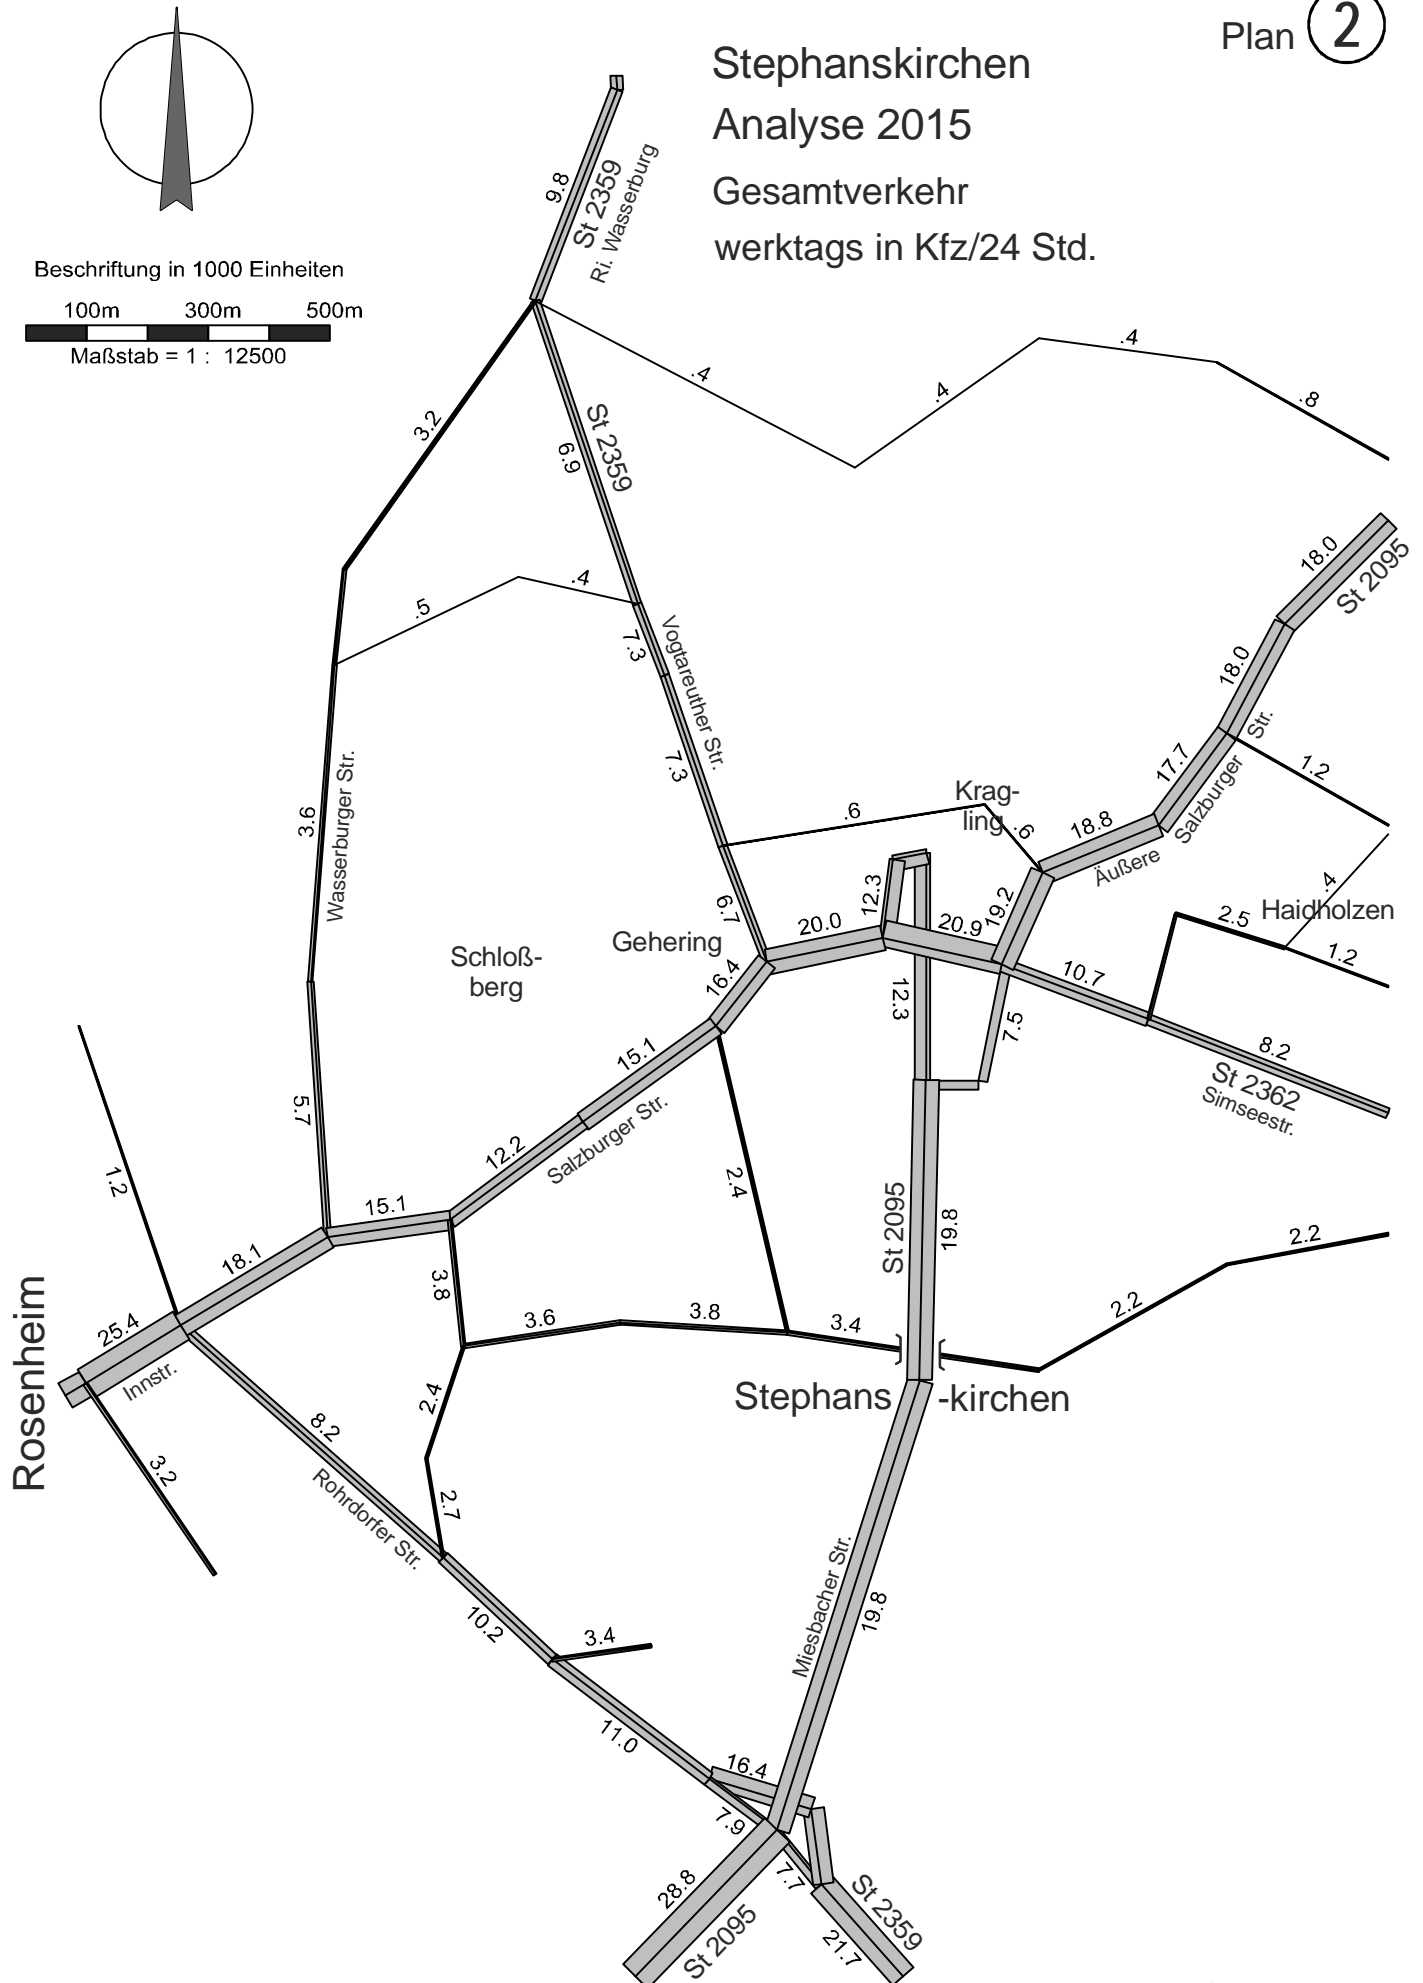 Plan 2
Stephanskirchen
Analyse 2015
Gesamtverkehr
werktags in Kfz/24 Std.
Beschriftung in 1000 Einheiten
100m 300m 500m
Maßstab = 1 : 12500
9.8
St 2359
Ri. Wasserburg
.4
.4
.4
.8
3.2
St 2359
6.9
.5
.4
7.3
Vogtareuther Str.
7.3
18.0
St 2095
18.0
17.7
Str.
Salzburger
Äußere
1.2
3.9
Wasserburger Str.
.6
Krag-
ling
.6
18.8
.4
Haidholzen
2.5
1.2
6.7
Gehering
20.0
12.3
20.9
19.2
Schloß-
berg
16.4
12.3
10.7
7.5
8.2
St 2362
Simseestr.
15.1
12.2
Salzburger Str.
5.7
1.2
2.4
15.1
18.1
3.8
St 2095
19.8
2.2
2.2
Rosenheim
25.4
Innstr.
3.6
3.8
3.4
Stephans -kirchen
2.4
8.2
3.2
Rohrdorfer Str.
2.7
10.2
3.4
Miesbacher Str.
19.8
11.0
16.4
7.9
7.7
28.8
St 2095
St 2359
21.7